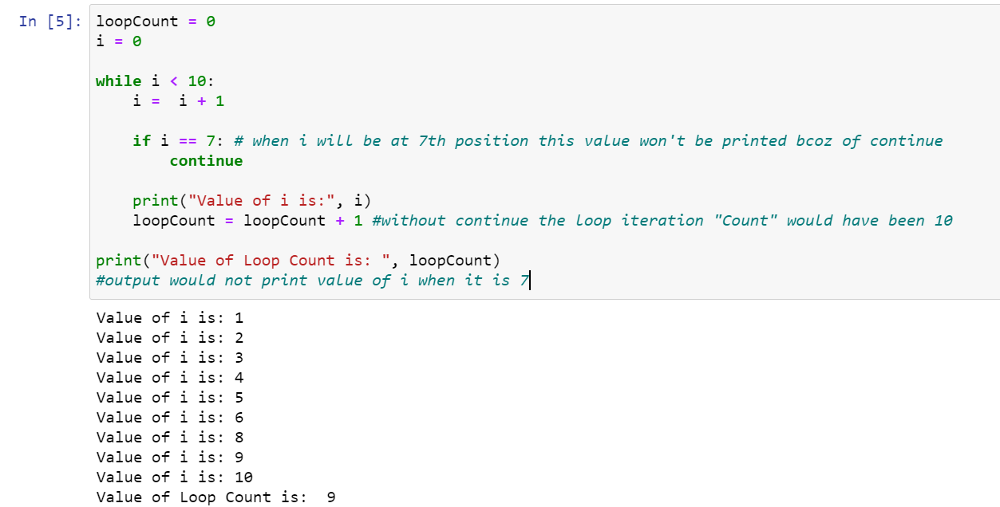 In [5]: loopCount = 0
i = 0
while i < 10:
i =  i + 1
if i == 7: # when i will be at 7th position this value won't be printed bcoz of continue
continue
print("Value of i is:", i)
loopCount = loopCount + 1 #without continue the loop iteration "Count" would have been 10
print("Value of Loop Count is: ", loopCount)
#output would not print value of i when it is 7
Value of i is: 1
Value of i is: 2
Value of i is: 3
Value of i is: 4
Value of i is: 5
Value of i is: 6
Value of i is: 8
Value of i is: 9
Value of i is: 10
Value of Loop Count is:  9